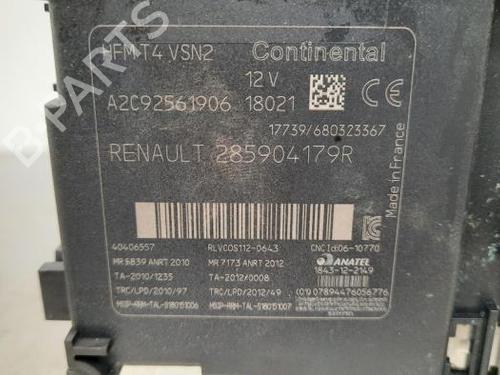 HFM T4 VSN2 Continental
12 V
A2C92561906 18021 CE
17739/680323367
RENAULT 285904179R
Made in France
40406557 RLVCOS112-0643 CNC Id:06-10770
MR 5839 ANRT 2010 MR 7173 ANRT 2012 ANATEL
TA-2010/1235 TA-2012/0008 1843-12-2149
TRC/LPD/2010/97 TRC/LPD/2012/49
(01)07894476056776
B-Parts